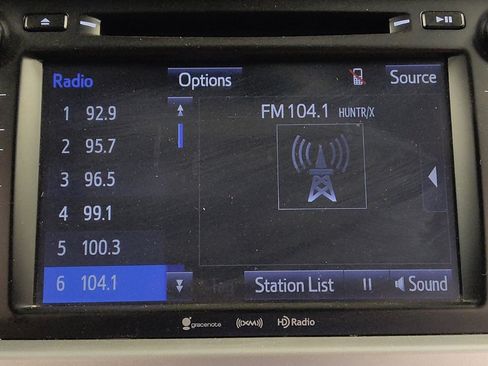 Radio
Options
Source
1 92.9
2 95.7
3 96.5
4 99.1
5 100.3
6 104.1
FM 104.1 HUNTR/X
Station List
Sound
gracenote
((XM))
HD Radio